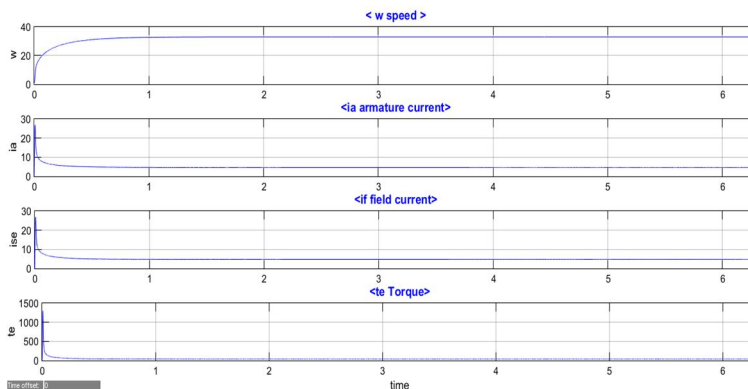 < w speed >
40
20
0
w
0 1 2 3 4 5 6
<ia armature current>
30
20
10
0
ia
0 1 2 3 4 5 6
<if field current>
30
20
10
0
ise
0 1 2 3 4 5 6
<te Torque>
1500
1000
500
0
te
0 1 2 3 4 5 6
time
Time offset: 0